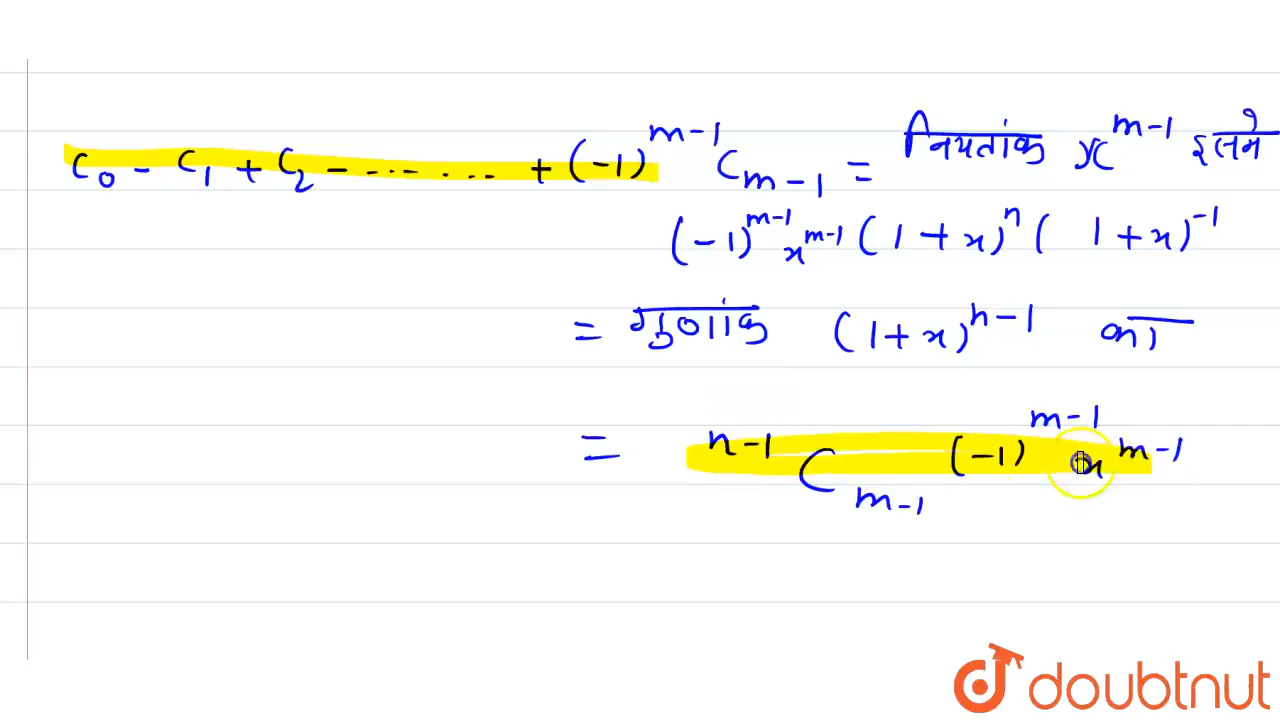 C₀ - C₁ + C₂ - ... ... + (-1)^{m-1} C_{m-1} = नियतांक x^{m-1} इसमें
(-1)^{m-1} x^{m-1} (1+x)^n (1+x)^{-1}
= गुणांक (1+x)^{n-1} का
= ^{n-1}C_{m-1} (-1)^{m-1} x^{m-1}
doubtnut